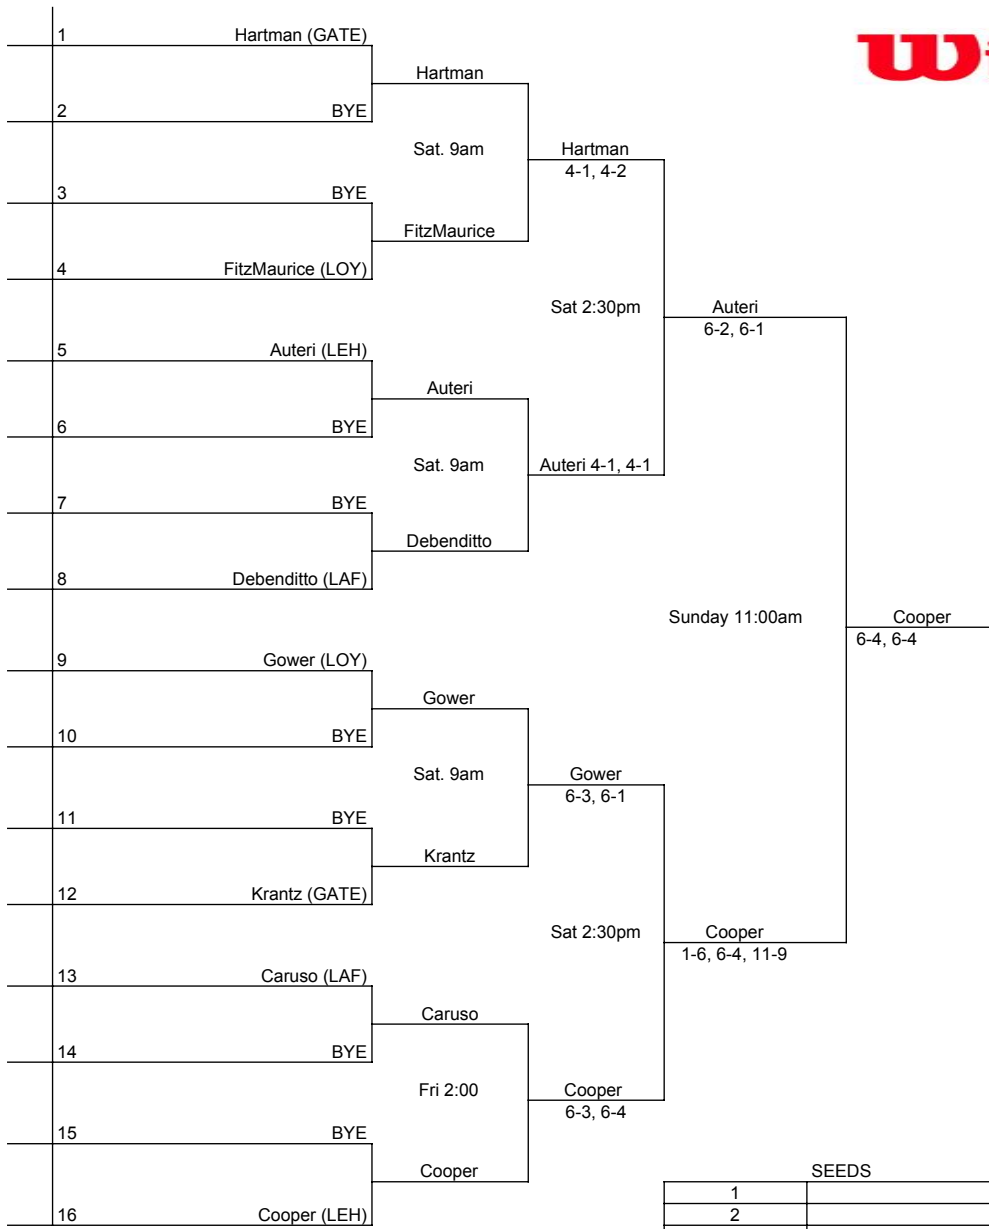 1 Hartman (GATE)
Hartman
2 BYE
Sat. 9am
Hartman
4-1, 4-2
3 BYE
FitzMaurice
4 FitzMaurice (LOY)
Sat 2:30pm
Auteri
6-2, 6-1
5 Auteri (LEH)
Auteri
6 BYE
Sat. 9am
Auteri 4-1, 4-1
7 BYE
Debenditto
8 Debenditto (LAF)
Sunday 11:00am
Cooper
6-4, 6-4
9 Gower (LOY)
Gower
10 BYE
Sat. 9am
Gower
6-3, 6-1
11 BYE
Krantz
12 Krantz (GATE)
Sat 2:30pm
Cooper
1-6, 6-4, 11-9
13 Caruso (LAF)
Caruso
14 BYE
Fri 2:00
Cooper
6-3, 6-4
15 BYE
Cooper
16 Cooper (LEH)
SEEDS
1
2